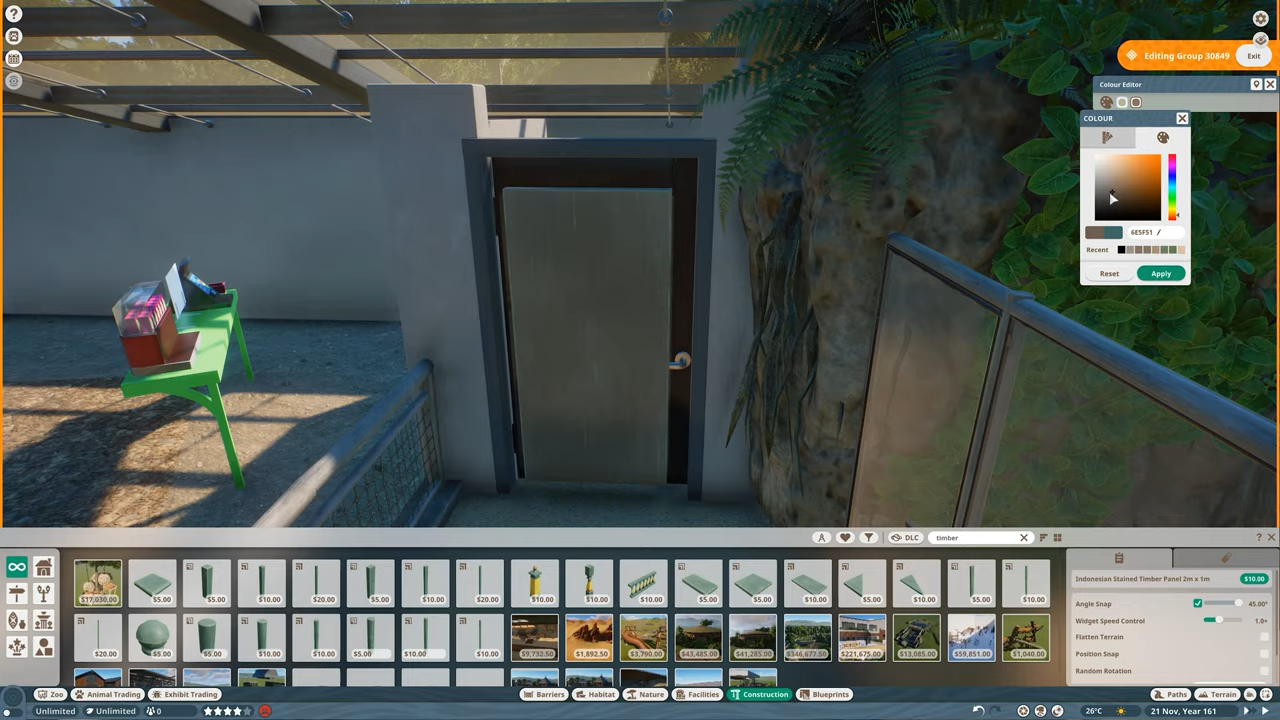 ?
Editing Group 30849 Exit
Colour Editor
COLOUR
6E5F51
Recent
Reset Apply
DLC timber
?
$17,030.00 $5.00 $5.00 $10.00 $20.00 $5.00 $10.00 $20.00 $10.00 $10.00 $10.00 $5.00 $5.00 $10.00 $5.00 $10.00 $5.00 $10.00
$20.00 $5.00 $5.00 $10.00 $10.00 $5.00 $10.00 $10.00 $9,732.50 $1,892.50 $3,790.00 $43,485.00 $41,285.00 $346,677.50 $221,675.00 $13,085.00 $59,851.00 $1,040.00
Indonesian Stained Timber Panel 2m x 1m $10.00
Angle Snap 45.00°
Widget Speed Control 1.0
Flatten Terrain
Position Snap
Random Rotation
Zoo Animal Trading Exhibit Trading Barriers Habitat Nature Facilities Construction Blueprints Paths Terrain
Unlimited Unlimited 0 26°C 21 Nov, Year 161